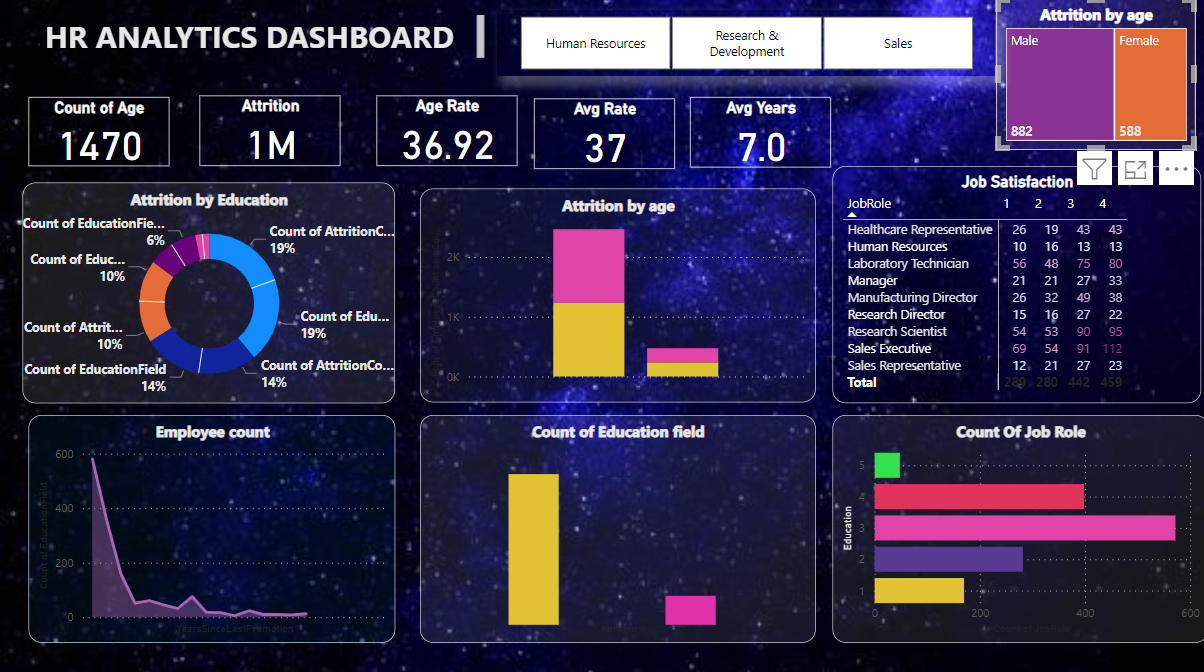 HR ANALYTICS DASHBOARD
Human Resources
Research &
Development
Sales
Attrition by age
Male
Female
882
588
Count of Age
1470
Attrition
1M
Age Rate
36.92
Avg Rate
37
Avg Years
7.0
Attrition by Education
Count of EducationFie...
6%
Count of AttritionC...
19%
Count of Educ...
10%
Count of Edu...
19%
Count of Attrit...
10%
Count of EducationField
14%
Count of AttritionCo...
14%
Attrition by age
2K
1K
0K
Job Satisfaction
JobRole 1 2 3 4
Healthcare Representative 26 19 43 43
Human Resources 10 16 13 13
Laboratory Technician 56 48 75 80
Manager 21 21 27 33
Manufacturing Director 26 32 49 38
Research Director 15 16 27 22
Research Scientist 54 53 90 95
Sales Executive 69 54 91 112
Sales Representative 12 21 27 23
Total 289 280 442 459
Employee count
600
400
200
0
Count of EducationField
YearsSinceLastPromotion
Count of Education field
Count Of Job Role
Education
5
4
3
2
1
0 200 400 600
Count of JobRole